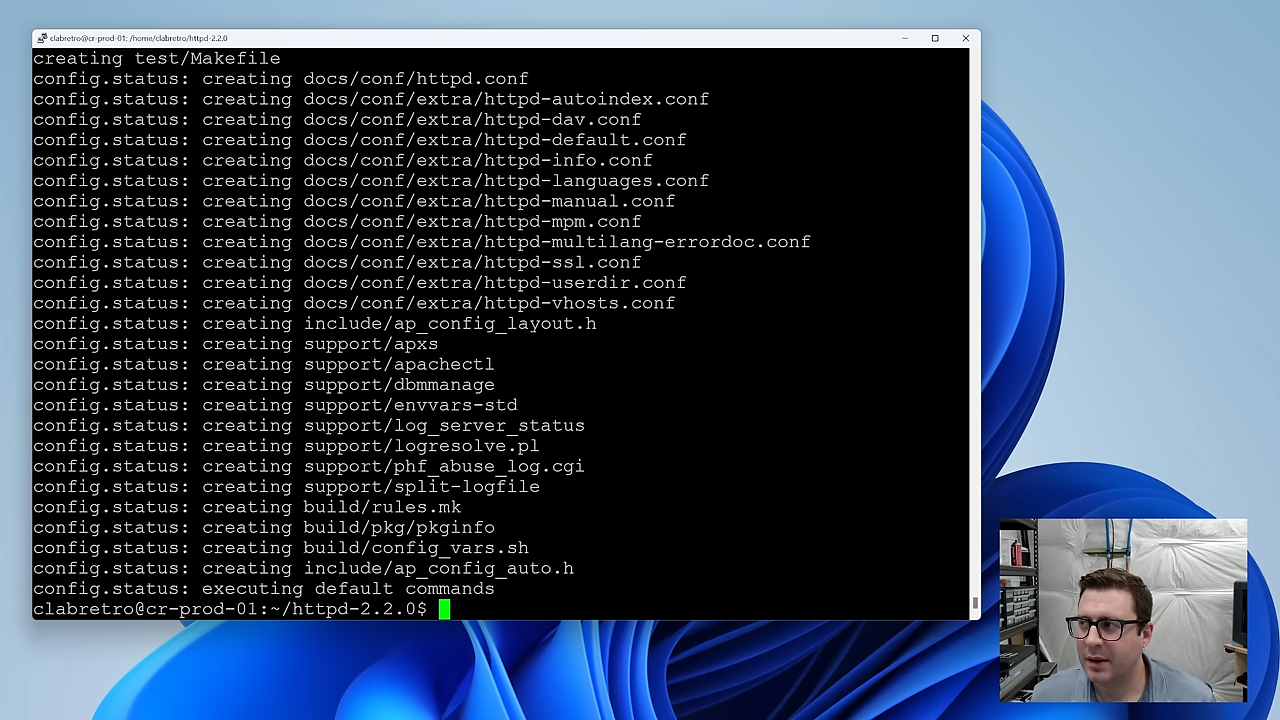 clabretro@cr-prod-01: /home/clabretro/httpd-2.2.0
creating test/Makefile
config.status: creating docs/conf/httpd.conf
config.status: creating docs/conf/extra/httpd-autoindex.conf
config.status: creating docs/conf/extra/httpd-dav.conf
config.status: creating docs/conf/extra/httpd-default.conf
config.status: creating docs/conf/extra/httpd-info.conf
config.status: creating docs/conf/extra/httpd-languages.conf
config.status: creating docs/conf/extra/httpd-manual.conf
config.status: creating docs/conf/extra/httpd-mpm.conf
config.status: creating docs/conf/extra/httpd-multilang-errordoc.conf
config.status: creating docs/conf/extra/httpd-ssl.conf
config.status: creating docs/conf/extra/httpd-userdir.conf
config.status: creating docs/conf/extra/httpd-vhosts.conf
config.status: creating include/ap_config_layout.h
config.status: creating support/apxs
config.status: creating support/apachectl
config.status: creating support/dbmmanage
config.status: creating support/envvars-std
config.status: creating support/log_server_status
config.status: creating support/logresolve.pl
config.status: creating support/phf_abuse_log.cgi
config.status: creating support/split-logfile
config.status: creating build/rules.mk
config.status: creating build/pkg/pkginfo
config.status: creating build/config_vars.sh
config.status: creating include/ap_config_auto.h
config.status: executing default commands
clabretro@cr-prod-01:~/httpd-2.2.0$